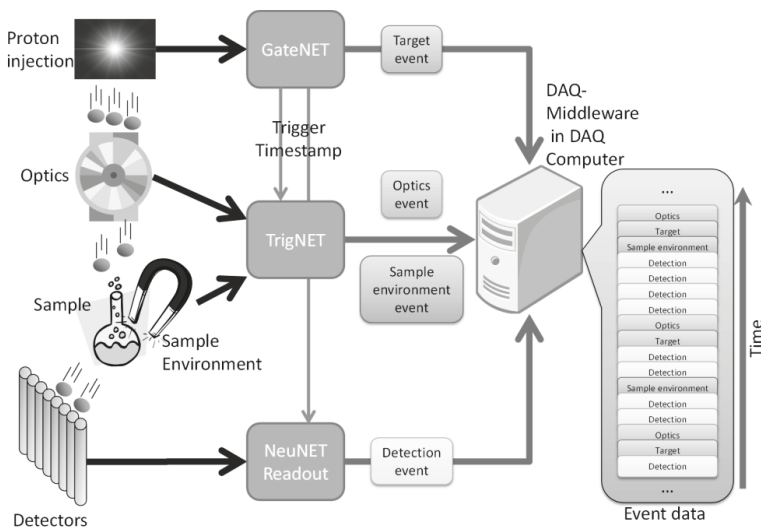 Proton
injection
GateNET
Target
event
DAQ-
Middleware
in DAQ
Computer
Trigger
Timestamp
Optics
Optics
event
TrigNET
Sample
environment
event
Sample
Sample
Environment
NeuNET
Readout
Detection
event
Detectors
...
Optics
Target
Sample environment
Detection
Detection
Detection
Detection
Optics
Target
Detection
Detection
Sample environment
Detection
Detection
Optics
Target
Detection
...
Time
Event data